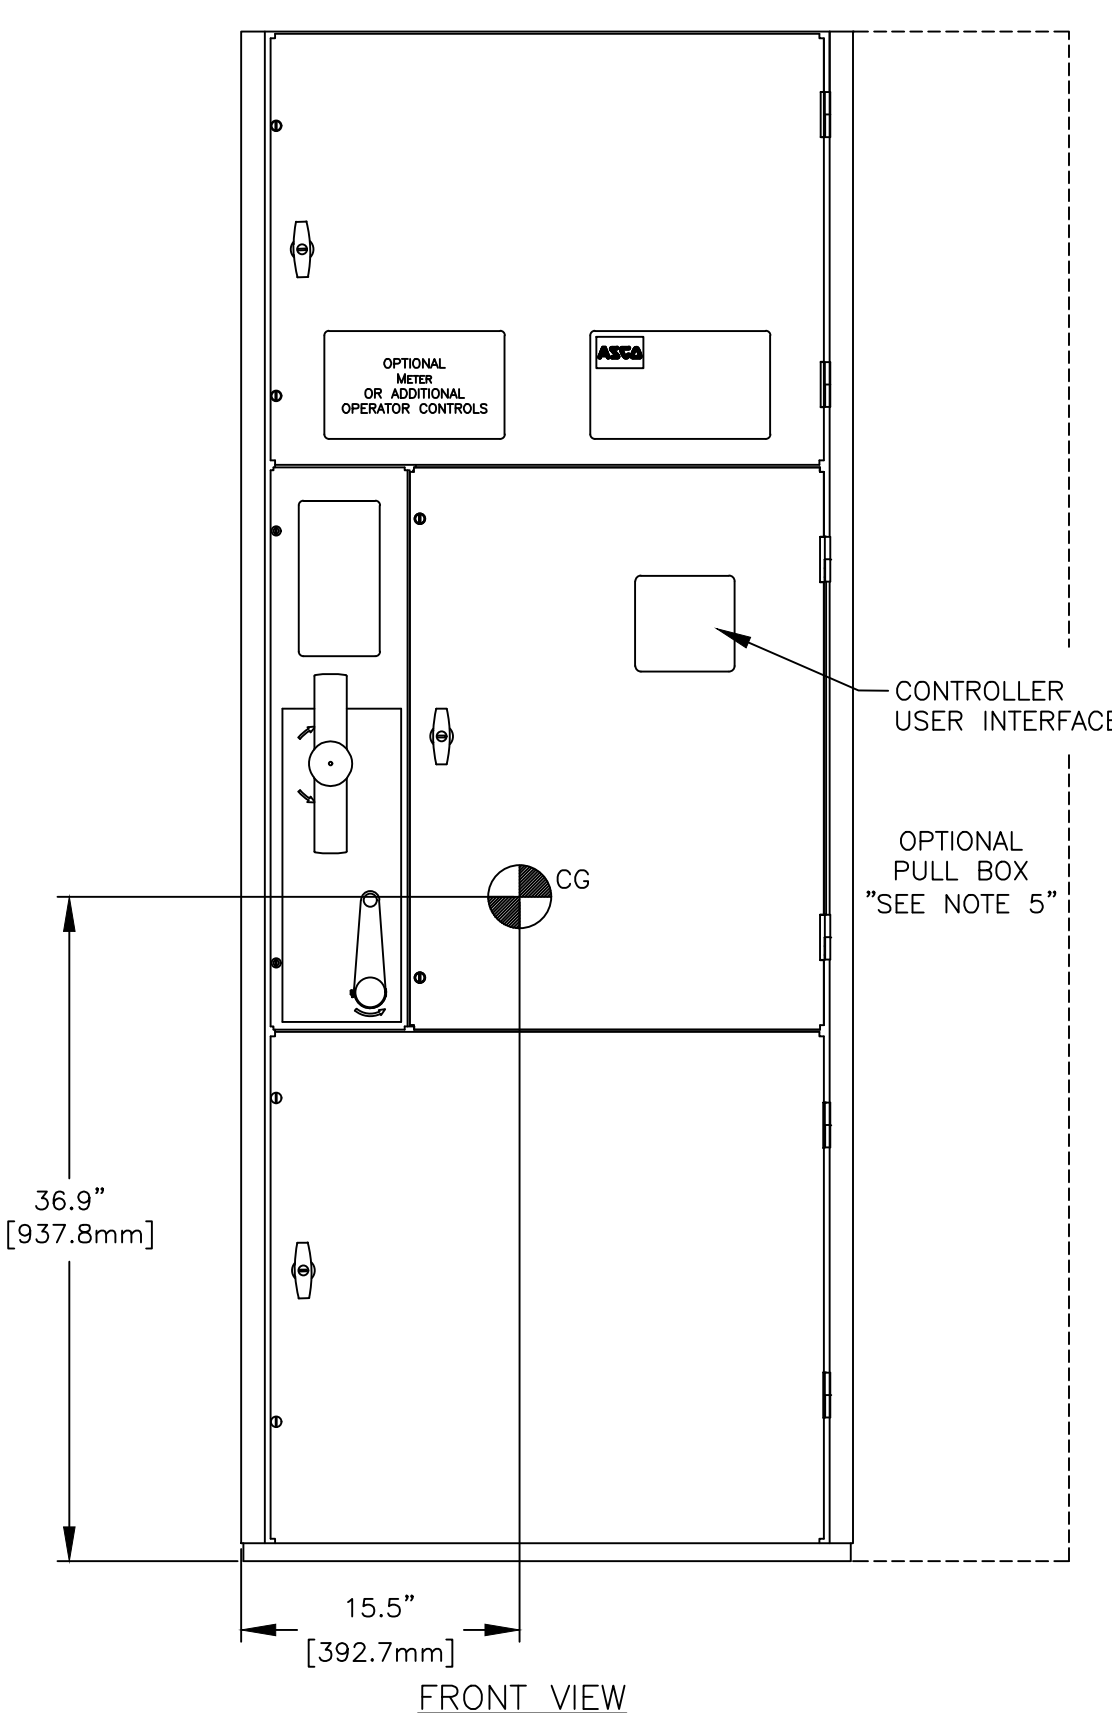 OPTIONAL
METER
OR ADDITIONAL
OPERATOR CONTROLS
ASCO
CONTROLLER
USER INTERFACE
OPTIONAL
PULL BOX
"SEE NOTE 5"
CG
36.9"
[937.8mm]
15.5"
[392.7mm]
FRONT VIEW